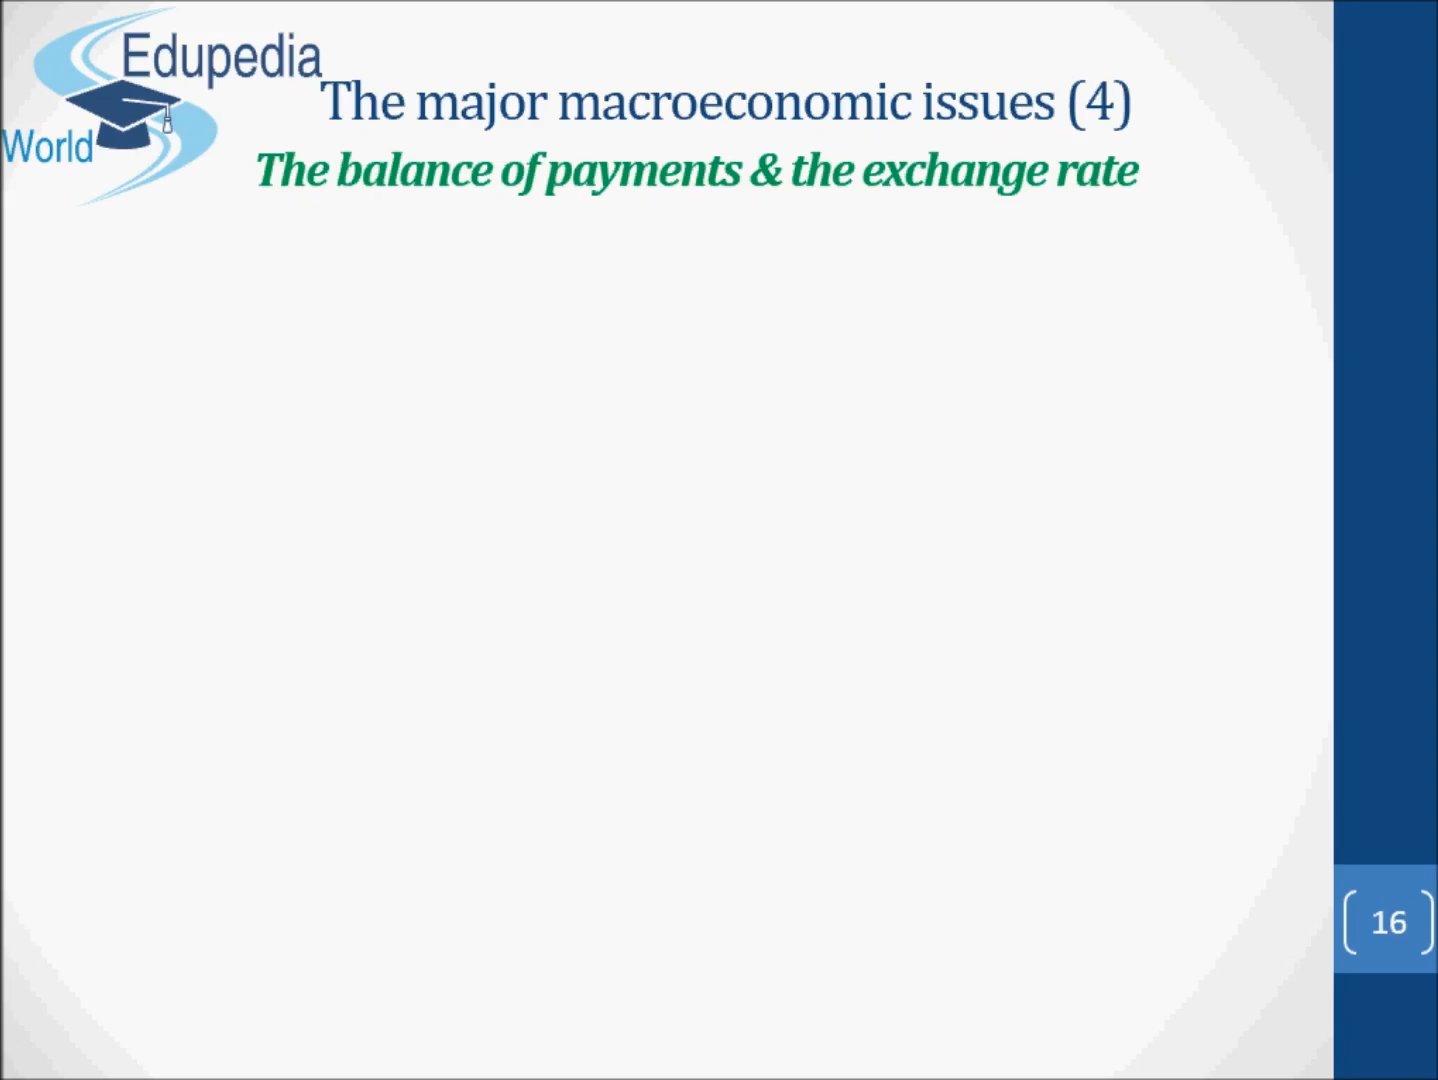 Edupedia
World
The major macroeconomic issues (4)
The balance of payments & the exchange rate
16